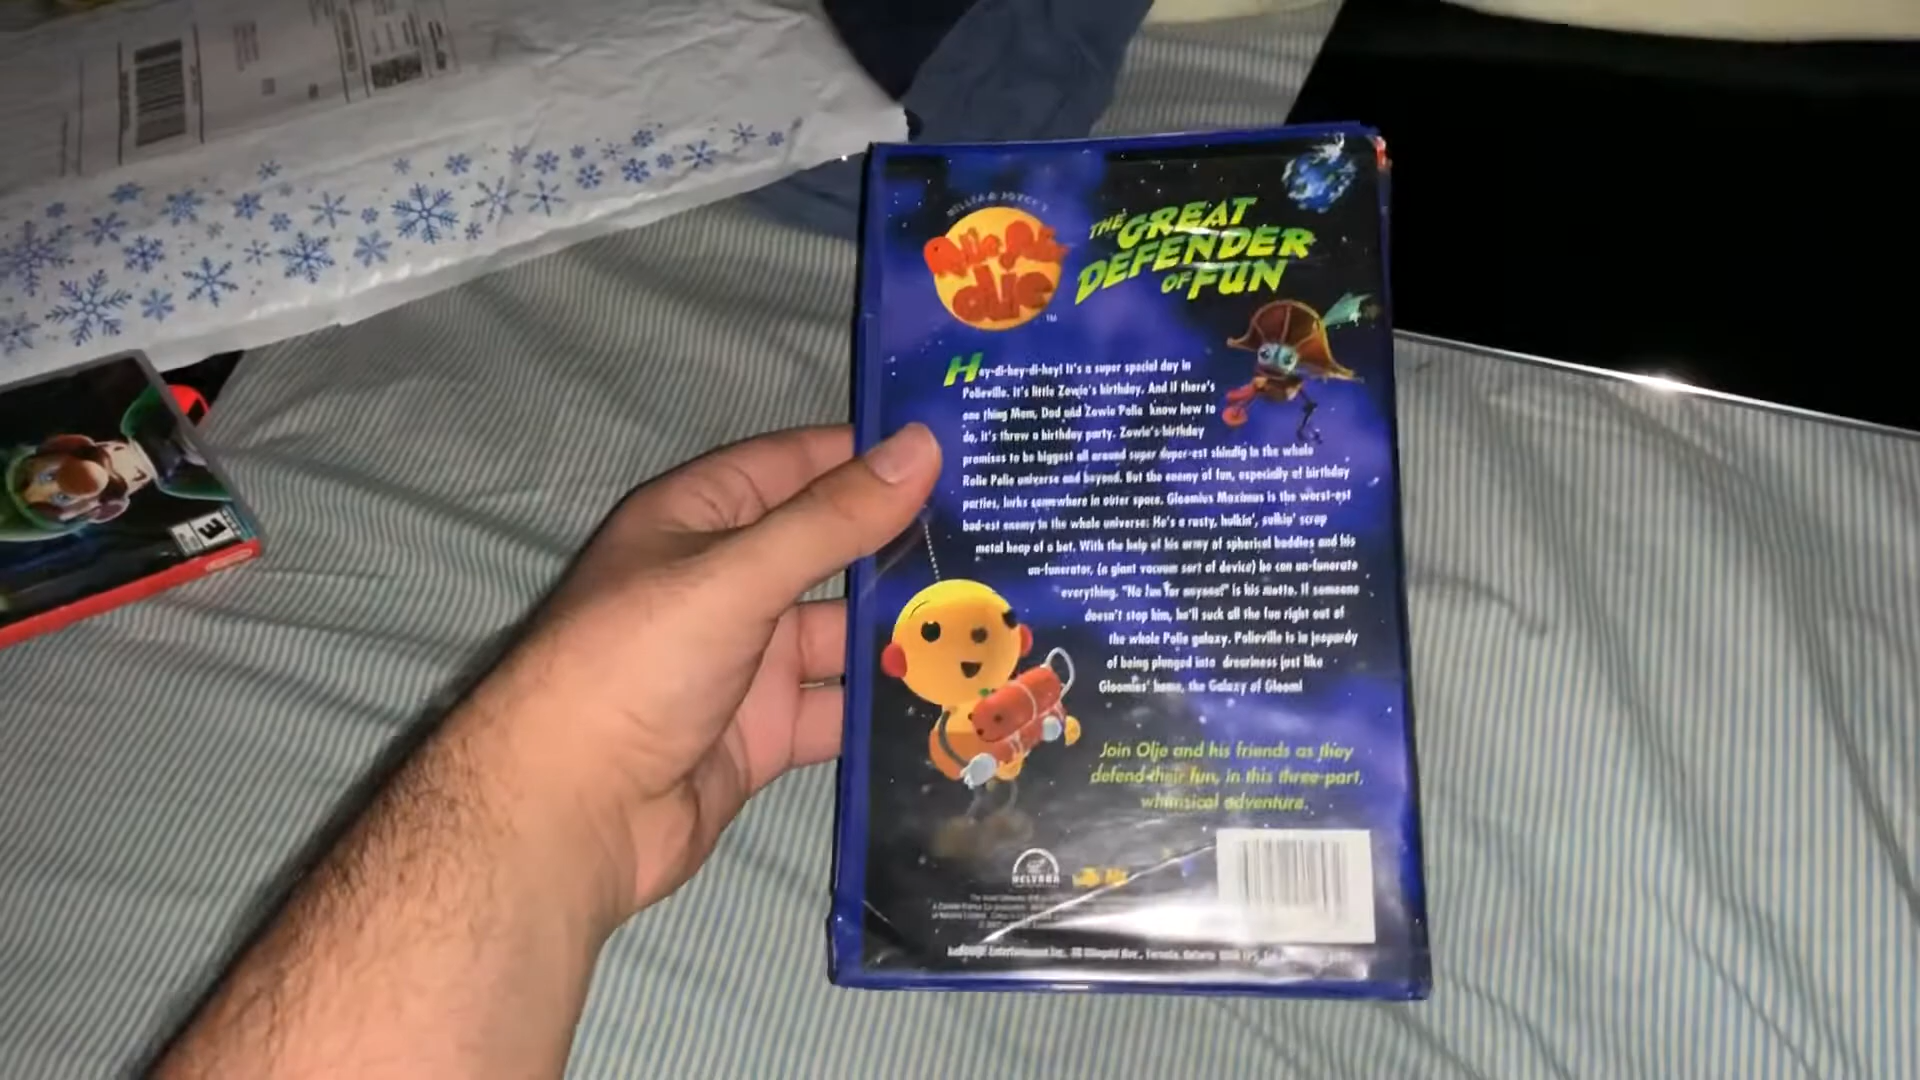 WILLIAM JOYCE'S
Rolie Polie
Olie
TM
THE GREAT
DEFENDER
OF FUN
Hey-di-hey-di-hey! It's a super special day in
Polieville. It's little Zowie's birthday. And if there's
one thing Mom, Dad and Zowie Polie know how to
do, it's throw a birthday party. Zowie's birthday
promises to be biggest all around super duper-est shindig in the whole
Rolie Polie universe and beyond. But the enemy of fun, especially of birthday
parties, lurks somewhere in outer space. Gloomius Maximus is the worst-est
bad-est enemy in the whole universe: He's a rusty, hulkin', sulkin' scrap
metal heap of a bot. With the help of his army of spherical baddies and his
un-funerator, (a giant vacuum sort of device) he can un-funerate
everything. "No fun for anyone!" is his motto. If someone
doesn't stop him, he'll suck all the fun right out of
the whole Polie galaxy. Polieville is in jeopardy
of being plunged into dreariness just like
Gloomius' home, the Galaxy of Gloom!
Join Olie and his friends as they
defend their fun, in this three-part,
whimsical adventure.
NELVANA
Entertainment Inc., Ave., Toronto, Ontario
E